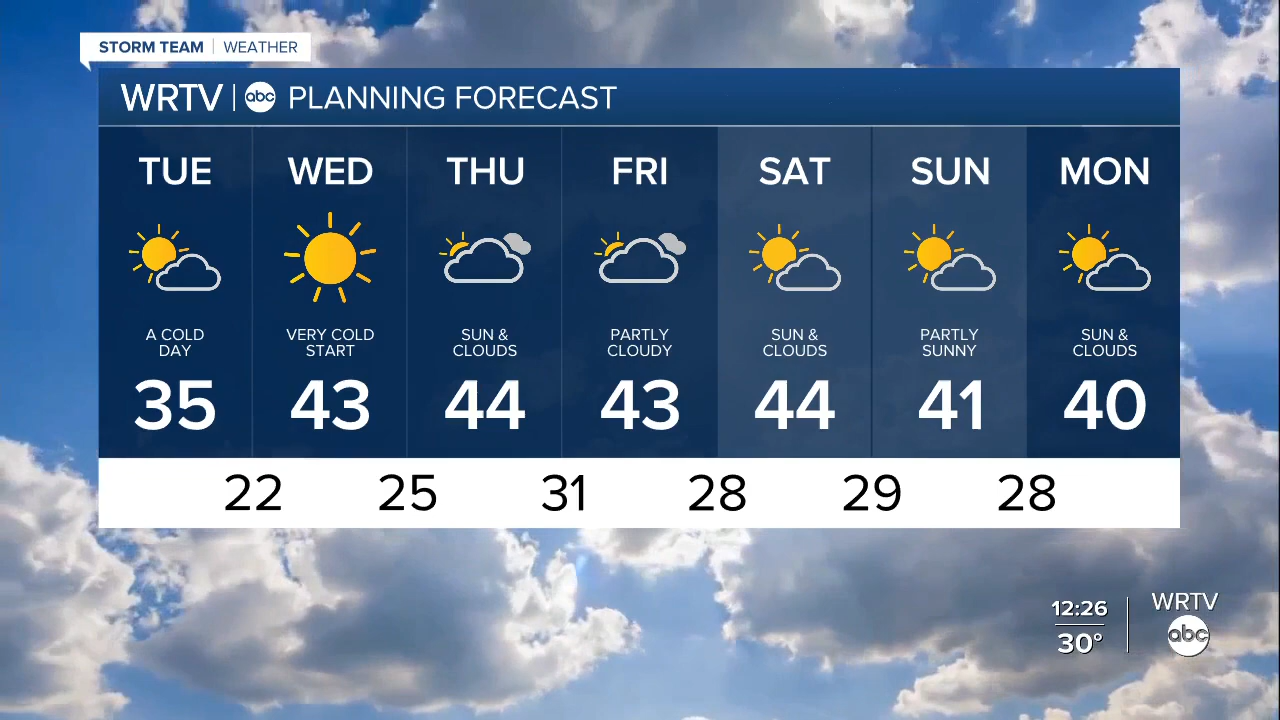 STORM TEAM | WEATHER
WRTV | abc PLANNING FORECAST
TUE WED THU FRI SAT SUN MON
A COLD DAY
VERY COLD START
SUN & CLOUDS
PARTLY CLOUDY
SUN & CLOUDS
PARTLY SUNNY
SUN & CLOUDS
35 43 44 43 44 41 40
22 25 31 28 29 28
12:26
30°
WRTV
abc